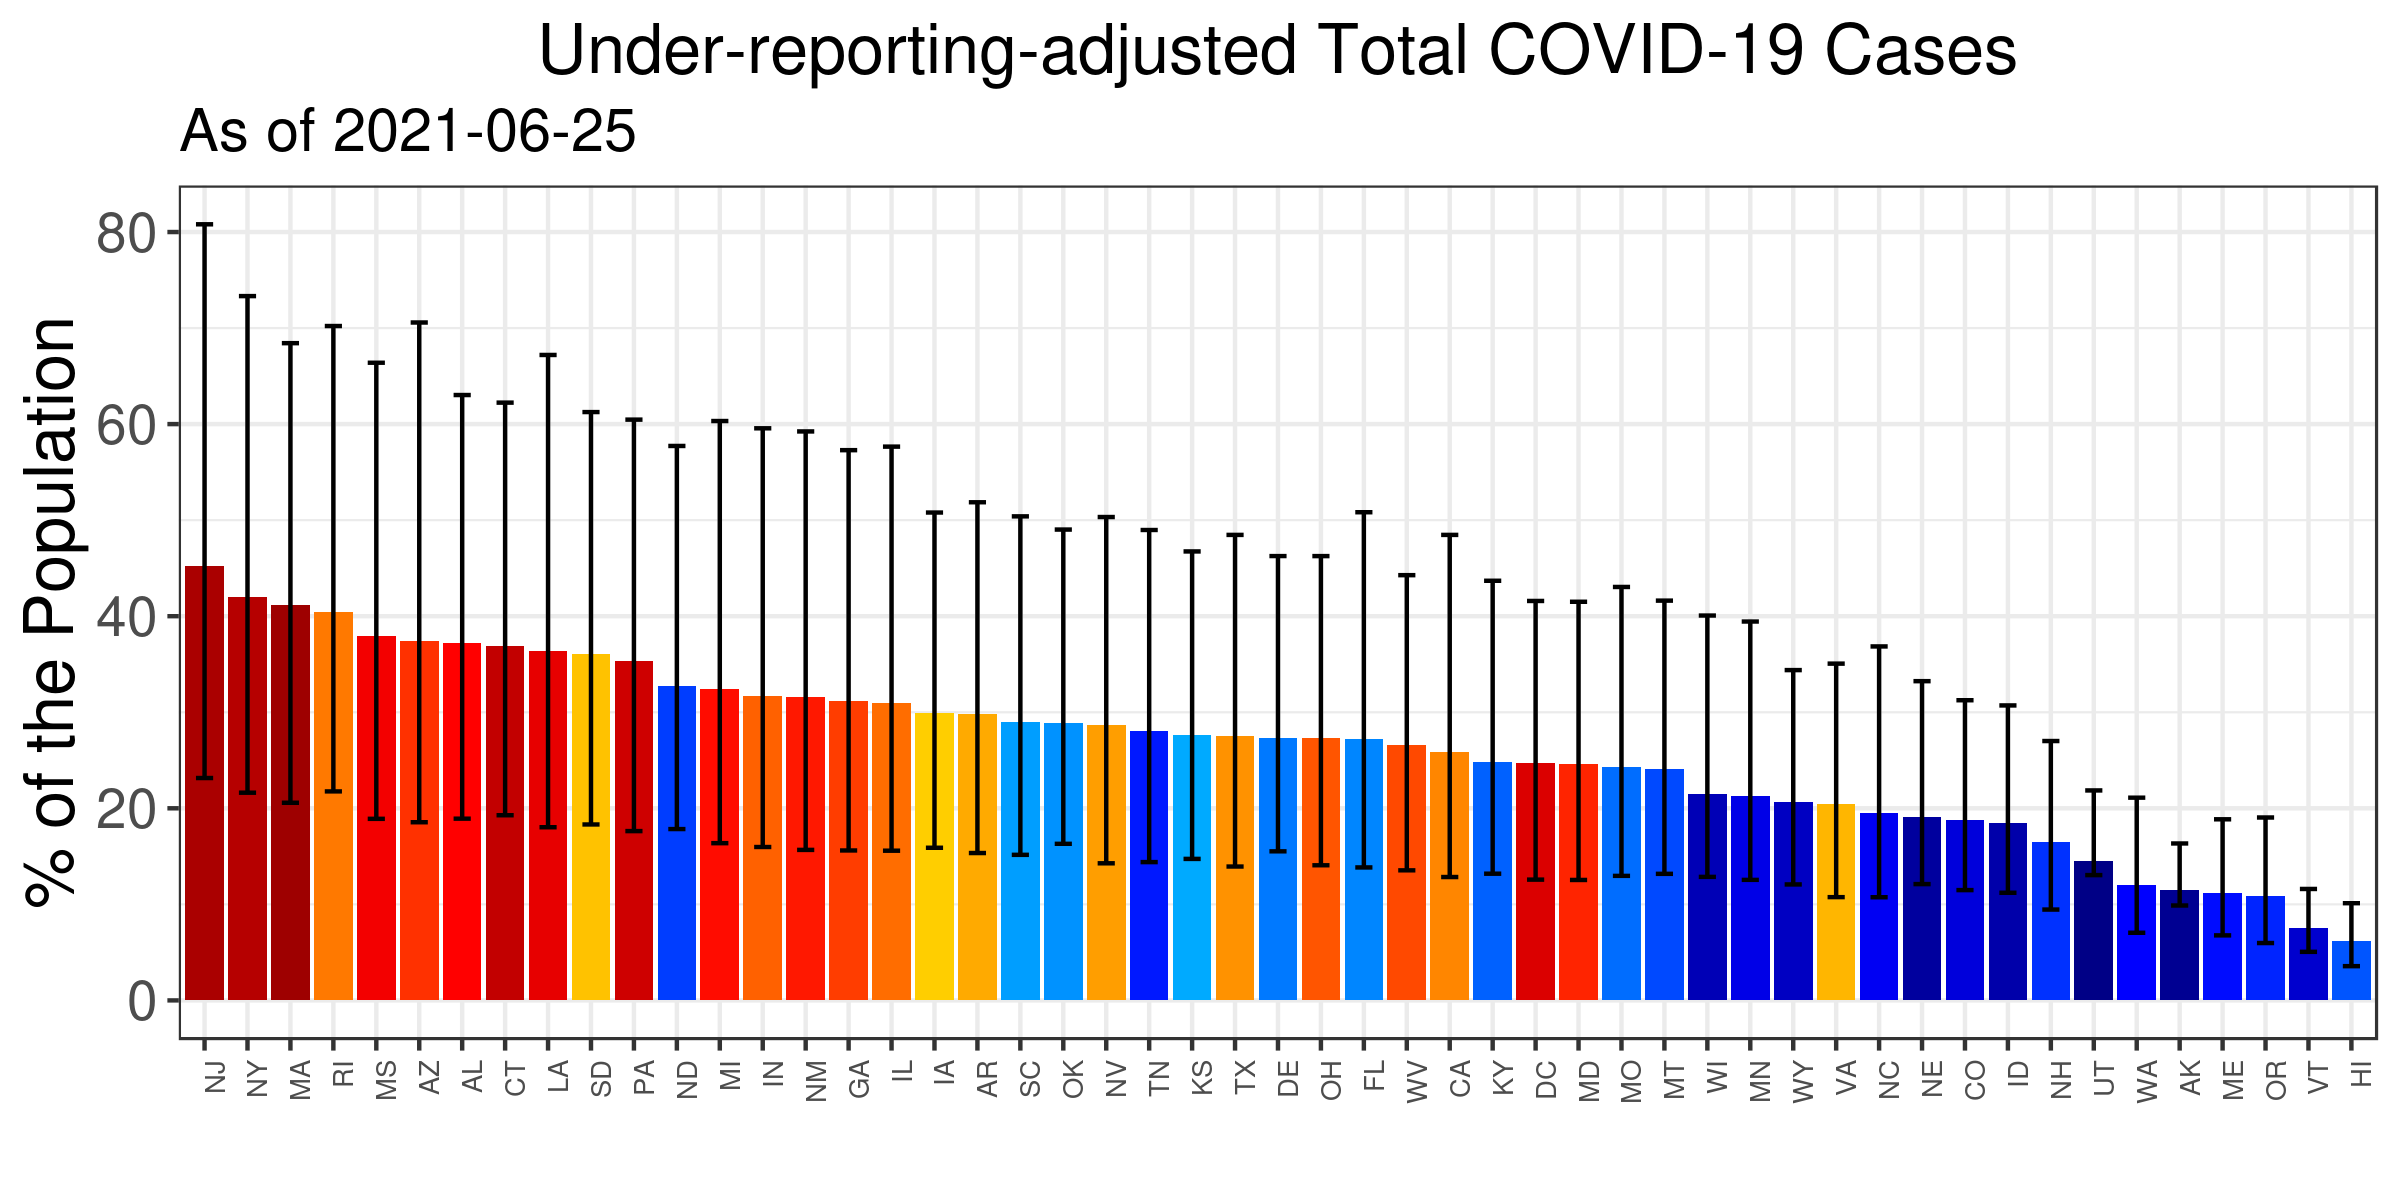 Under-reporting-adjusted Total COVID-19 Cases
As of 2021-06-25
% of the Population
80
60
40
20
0
NJ NY MA RI MS AZ AL CT LA SD PA ND MI IN NM GA IL IA AR SC OK NV TN KS TX DE OH FL WV CA KY DC MD MO MT WI MN WY VA NC NE CO ID NH UT WA AK ME OR VT HI